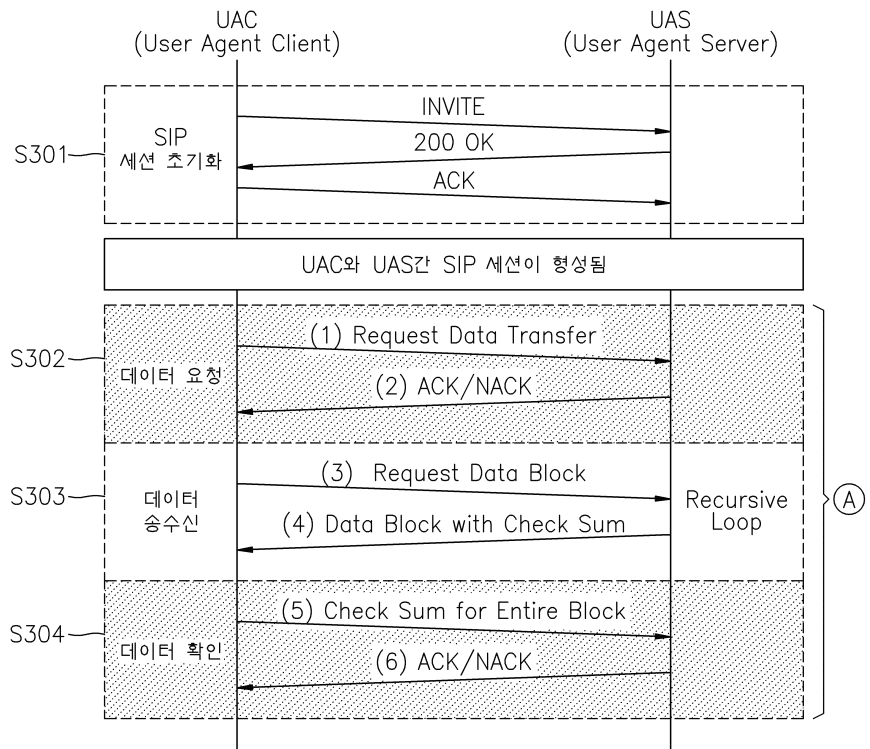 UAC
(User Agent Client)
UAS
(User Agent Server)
INVITE
200 OK
ACK
S301
SIP
세션 초기화
UAC와 UAS간 SIP 세션이 형성됨
S302
데이터 요청
(1) Request Data Transfer
(2) ACK/NACK
S303
데이터
송수신
(3) Request Data Block
(4) Data Block with Check Sum
Recursive
Loop
A
S304
데이터 확인
(5) Check Sum for Entire Block
(6) ACK/NACK